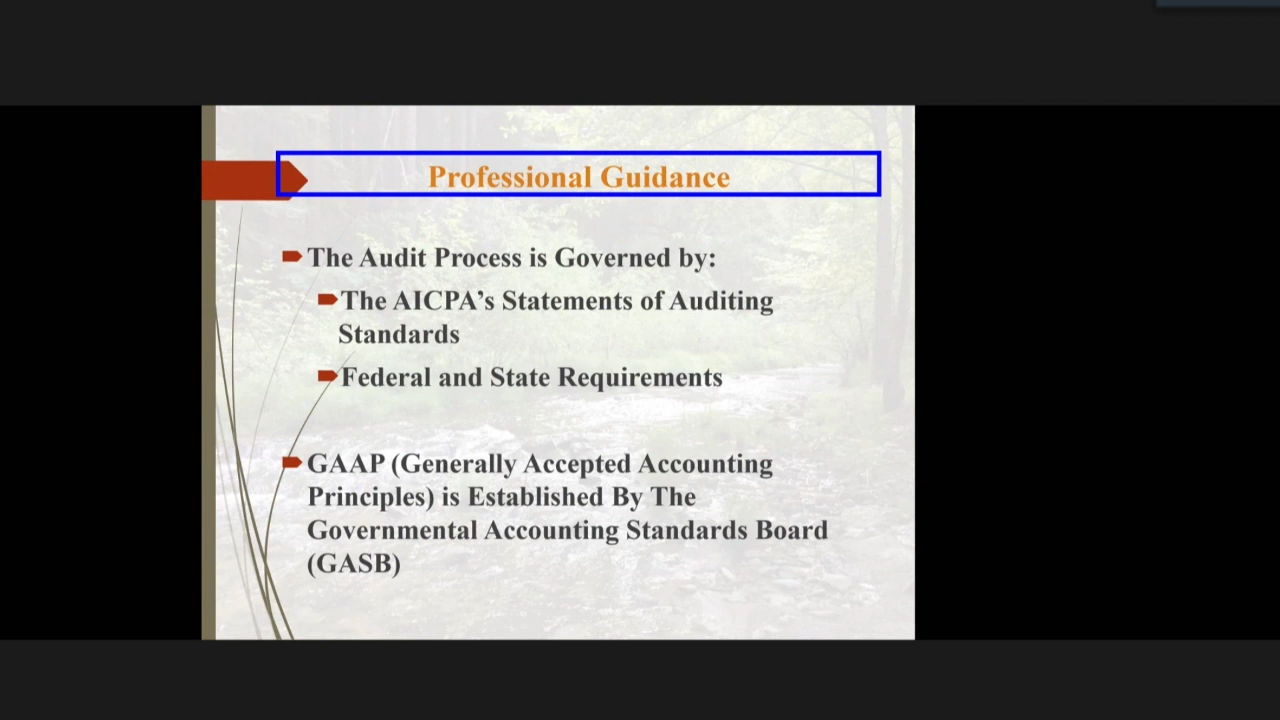 Professional Guidance
The Audit Process is Governed by:
The AICPA’s Statements of Auditing
Standards
Federal and State Requirements
GAAP (Generally Accepted Accounting
Principles) is Established By The
Governmental Accounting Standards Board
(GASB)